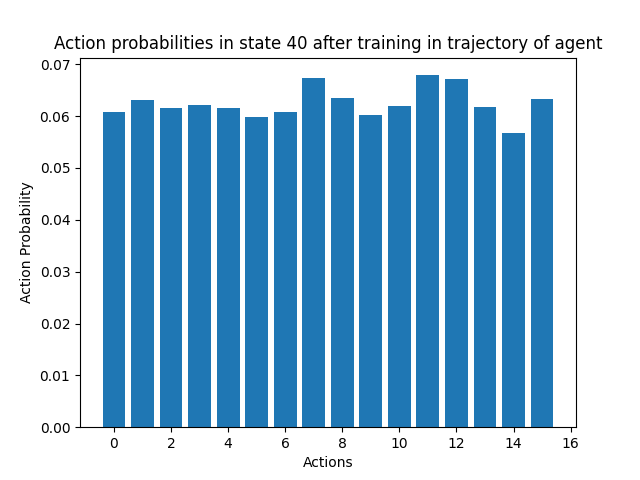 Action probabilities in state 40 after training in trajectory of agent
0.07
0.06
0.05
0.04
0.03
0.02
0.01
0.00
Action Probability
0 2 4 6 8 10 12 14 16
Actions